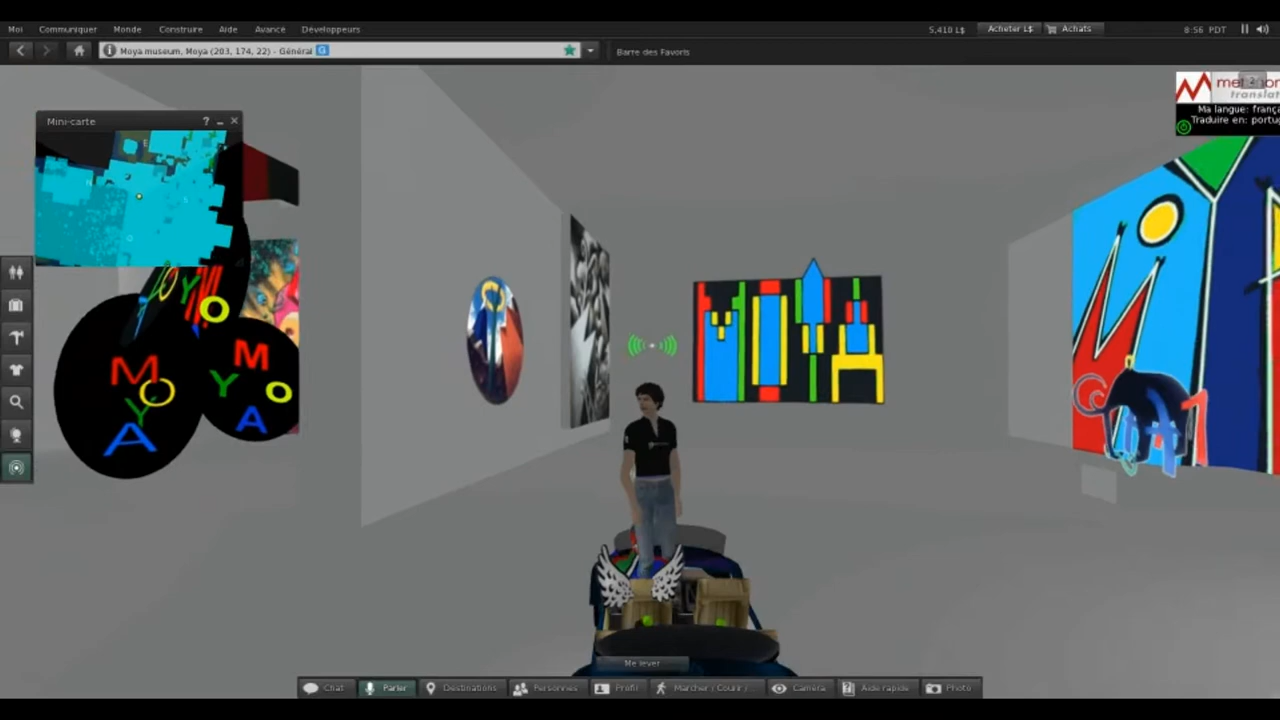 Moi Communiquer Monde Construire Aide Avancé Développeurs 5,410 L$ Acheter L$ Achats 8:56 PDT
Moya museum, Moya (203, 174, 22) - Général G Barre des Favoris
Mini-carte ?
Ma langue: frança
Traduire en: portug
M O Y A
M Y O A
Me lever
Chat Parler Destinations Personnes Profil Marcher / Courir / ... Caméra Aide rapide Photo